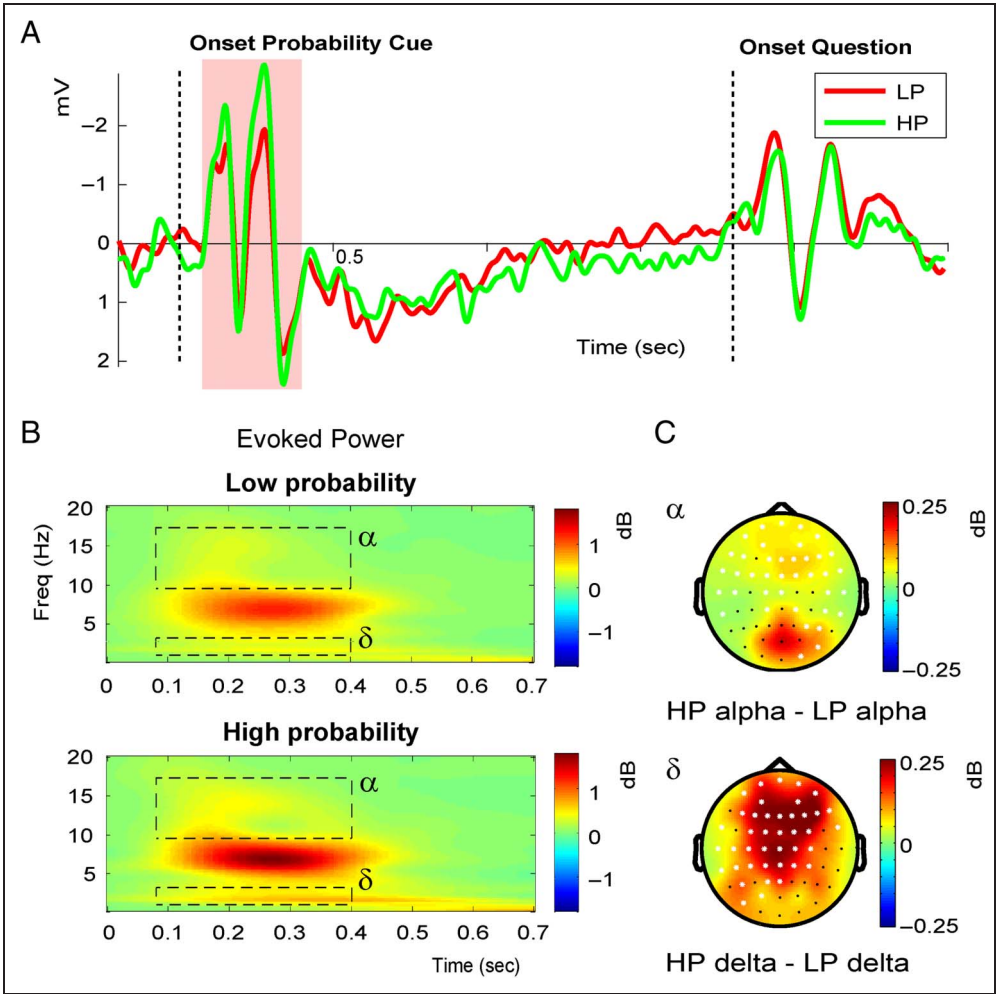 A
Onset Probability Cue
Onset Question
mV
LP
HP
−2
−1
0
0.5
1
2
Time (sec)
B
Evoked Power
C
Low probability
Freq (Hz)
20
15
10
5
α
δ
0 0.1 0.2 0.3 0.4 0.5 0.6 0.7
dB
1
0
−1
α
0.25
dB
0
−0.25
HP alpha - LP alpha
High probability
20
15
10
5
α
δ
0 0.1 0.2 0.3 0.4 0.5 0.6 0.7
Time (sec)
dB
1
0
−1
δ
0.25
dB
0
−0.25
HP delta - LP delta